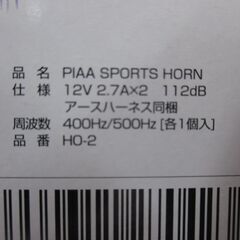 品 名 PIAA SPORTS HORN
仕 様 12V 2.7A×2 112dB
アースハーネス同梱
周波数 400Hz/500Hz [各1個入]
品 番 HO-2